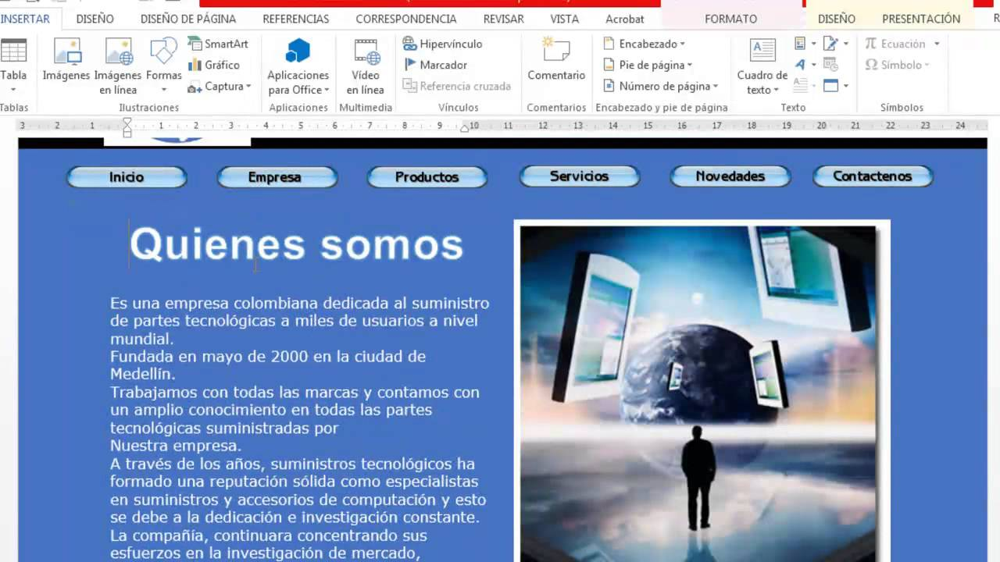 INSERTAR DISEÑO DISEÑO DE PÁGINA REFERENCIAS CORRESPONDENCIA REVISAR VISTA Acrobat FORMATO DISEÑO PRESENTACIÓN R
Tabla
Tablas
Imágenes
Imágenes
en línea
Formas
SmartArt
Gráfico
Captura
Ilustraciones
Aplicaciones
para Office
Aplicaciones
Vídeo
en línea
Multimedia
Hipervínculo
Marcador
Referencia cruzada
Vínculos
Comentario
Comentarios
Encabezado
Pie de página
Número de página
Encabezado y pie de página
Cuadro de
texto
Texto
Ecuación
Símbolo
Símbolos
3 2 1 1 2 3 4 5 6 7 8 9 10 11 12 13 14 15 16 17 18 19 20 21 22 23 24
Inicio Empresa Productos Servicios Novedades Contactenos
Quienes somos
Es una empresa colombiana dedicada al suministro
de partes tecnológicas a miles de usuarios a nivel
mundial.
Fundada en mayo de 2000 en la ciudad de
Medellín.
Trabajamos con todas las marcas y contamos con
un amplio conocimiento en todas las partes
tecnológicas suministradas por
Nuestra empresa.
A través de los años, suministros tecnológicos ha
formado una reputación sólida como especialistas
en suministros y accesorios de computación y esto
se debe a la dedicación e investigación constante.
La compañía, continuara concentrando sus
esfuerzos en la investigación de mercado,